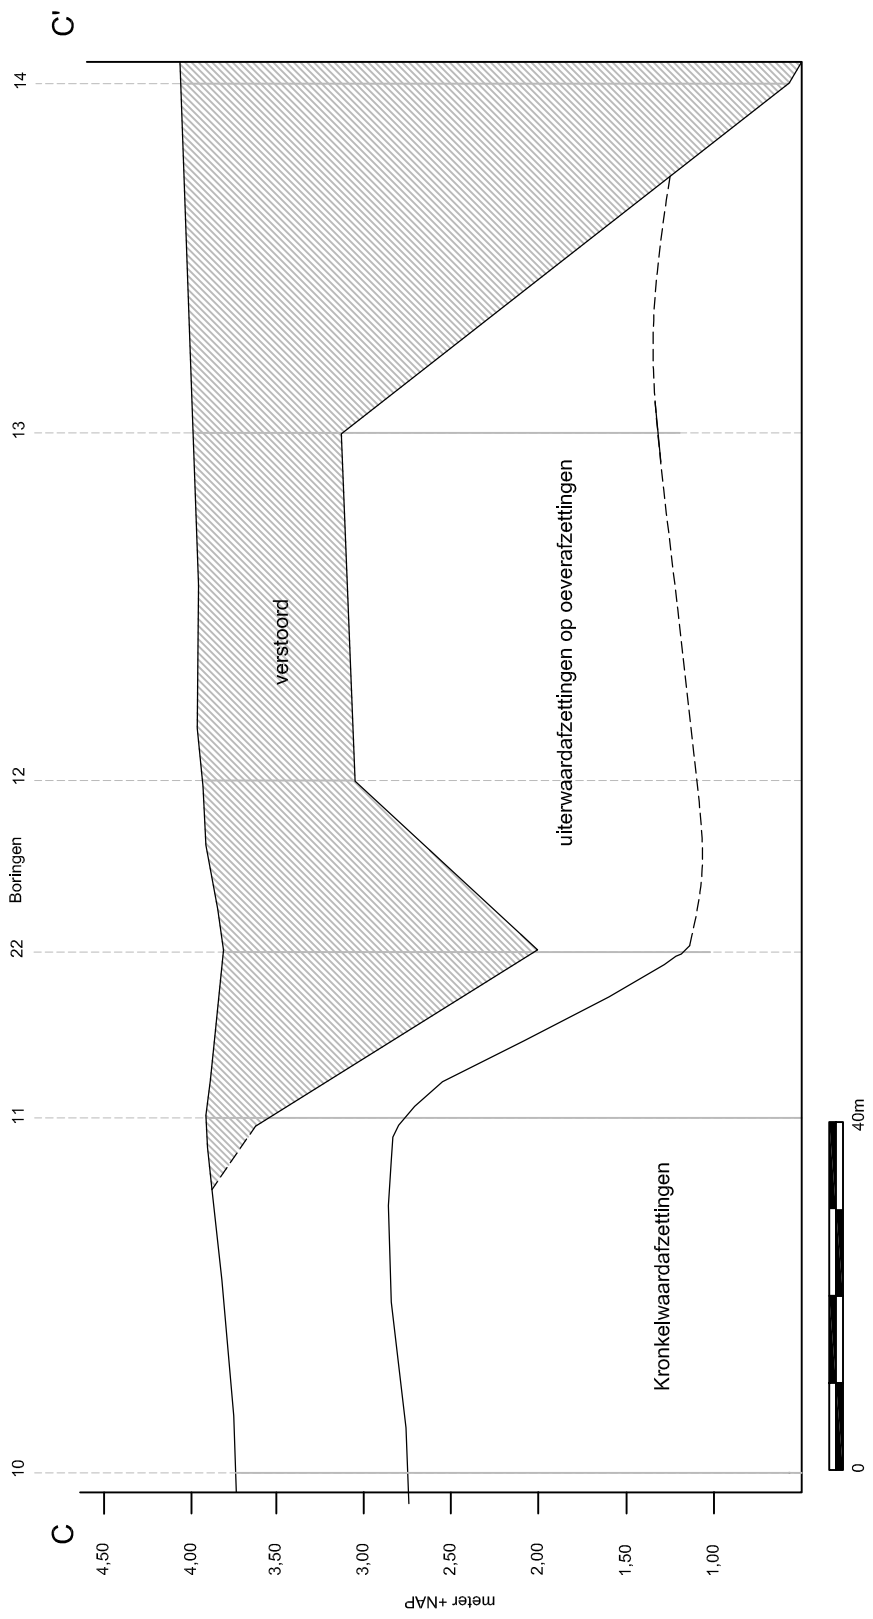 C
C'
Boringen
10
11
22
12
13
14
meter +NAP
4,50
4,00
3,50
3,00
2,50
2,00
1,50
1,00
verstoord
uiterwaardafzettingen op oeverafzettingen
Kronkelwaardafzettingen
0
40m